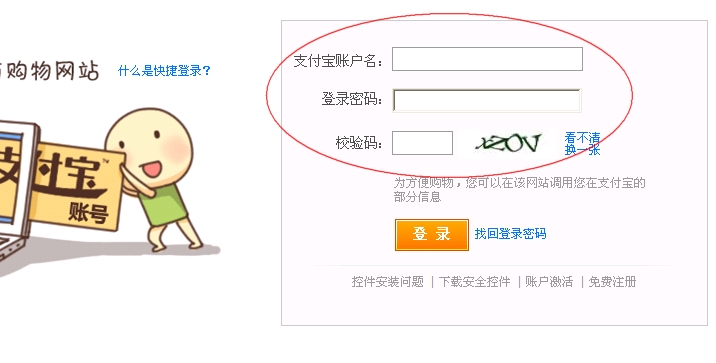 购物网站 什么是快捷登录?
支付宝账户名:
登录密码:
校验码:
看不清
换一张
为方便购物,您可以在该网站调用您在支付宝的
部分信息
登 录 找回登录密码
控件安装问题 | 下载安全控件 | 账户激活 | 免费注册
支付宝
账号